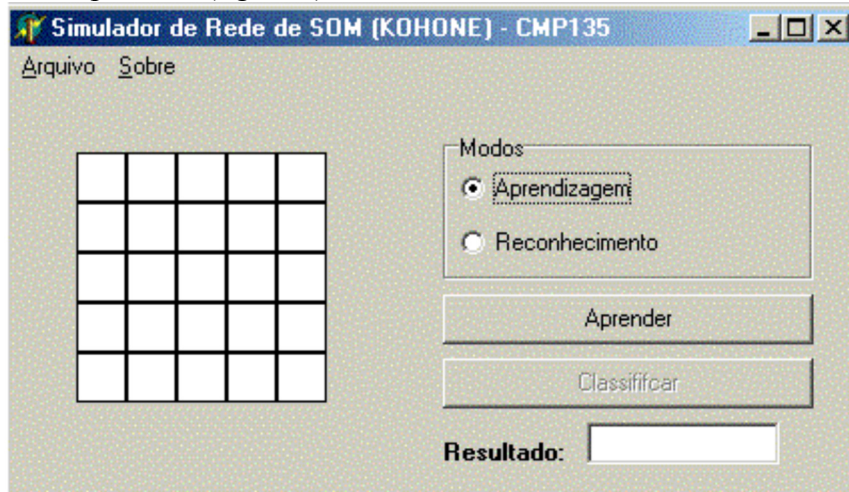 Simulador de Rede de SOM (KOHONE) - CMP135
Arquivo Sobre
Modos
Aprendizagem
Reconhecimento
Aprender
Classififcar
Resultado: